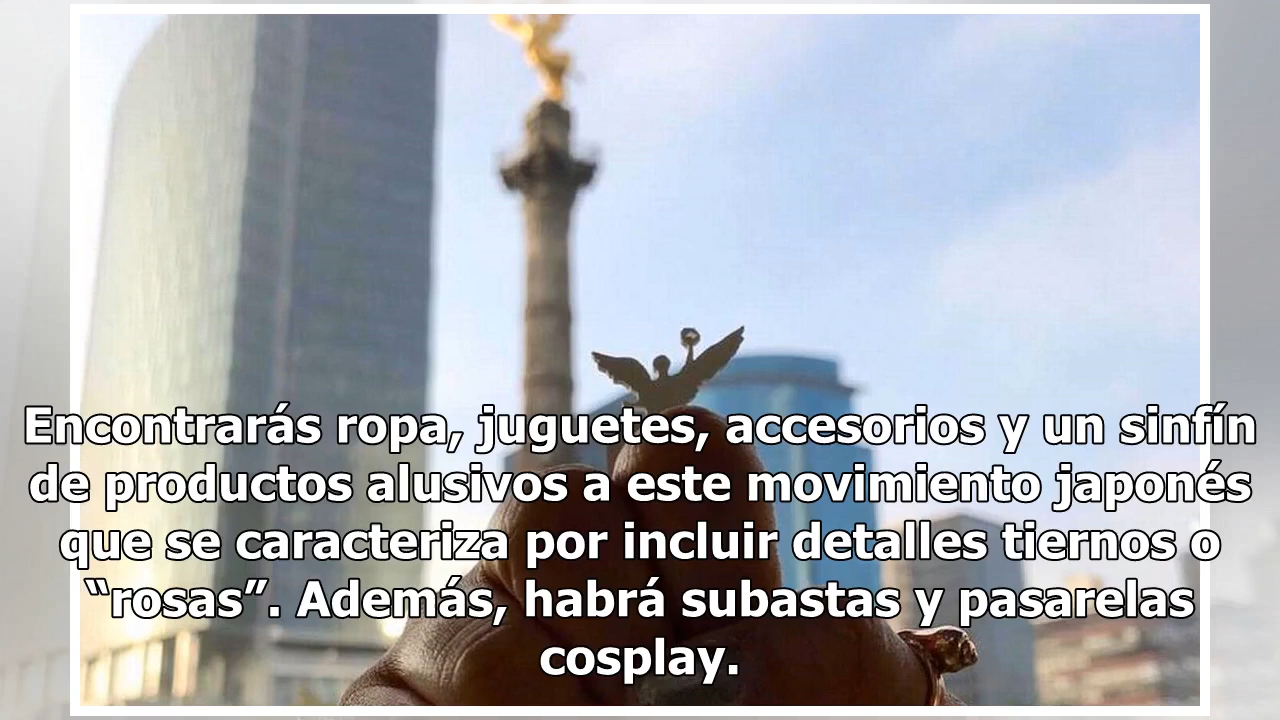 Encontrarás ropa, juguetes, accesorios y un sinfín
de productos alusivos a este movimiento japonés
que se caracteriza por incluir detalles tiernos o
“rosas”. Además, habrá subastas y pasarelas
cosplay.